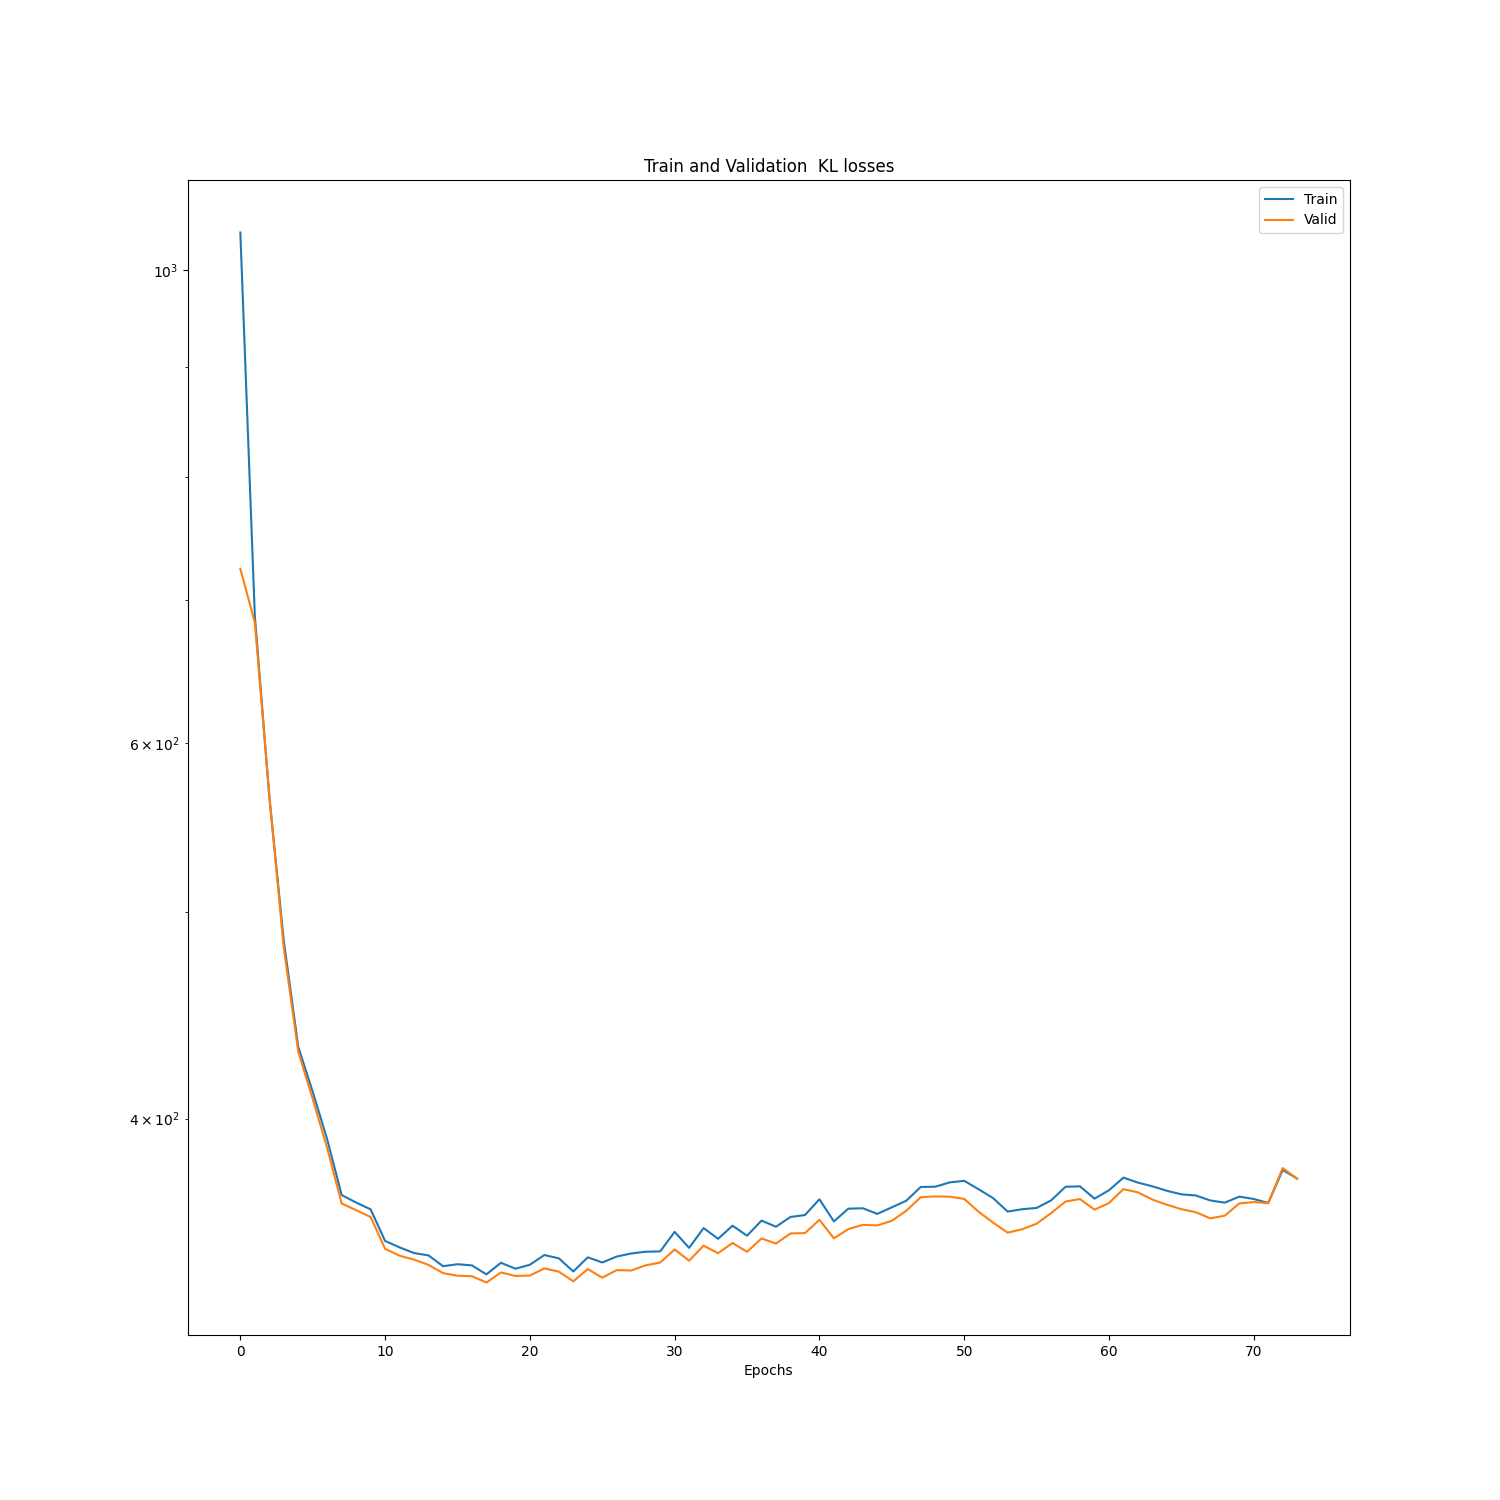 Train and Validation  KL losses
Train
Valid
10³
6 × 10²
4 × 10²
0 10 20 30 40 50 60 70
Epochs